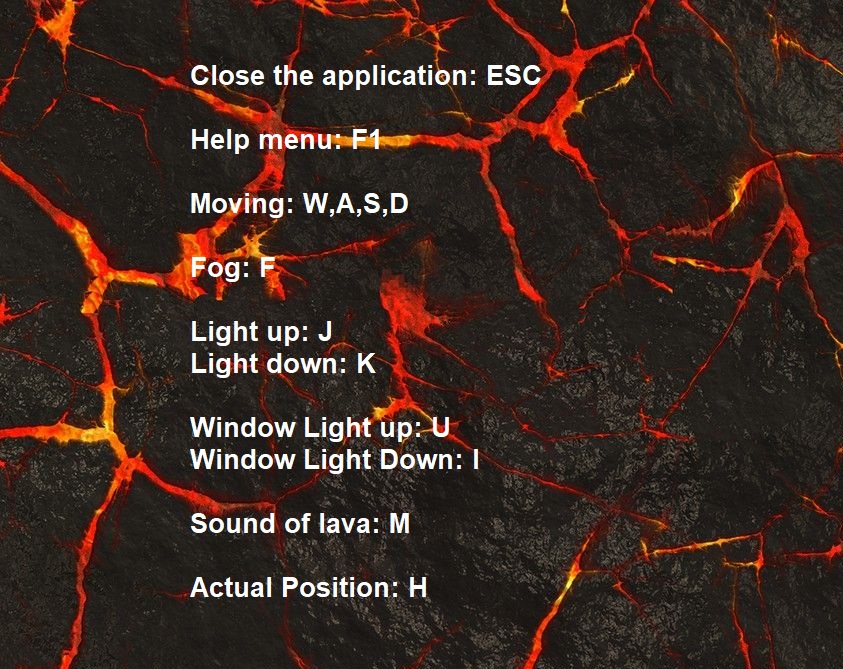 Close the application: ESC
Help menu: F1
Moving: W,A,S,D
Fog: F
Light up: J
Light down: K
Window Light up: U
Window Light Down: I
Sound of lava: M
Actual Position: H